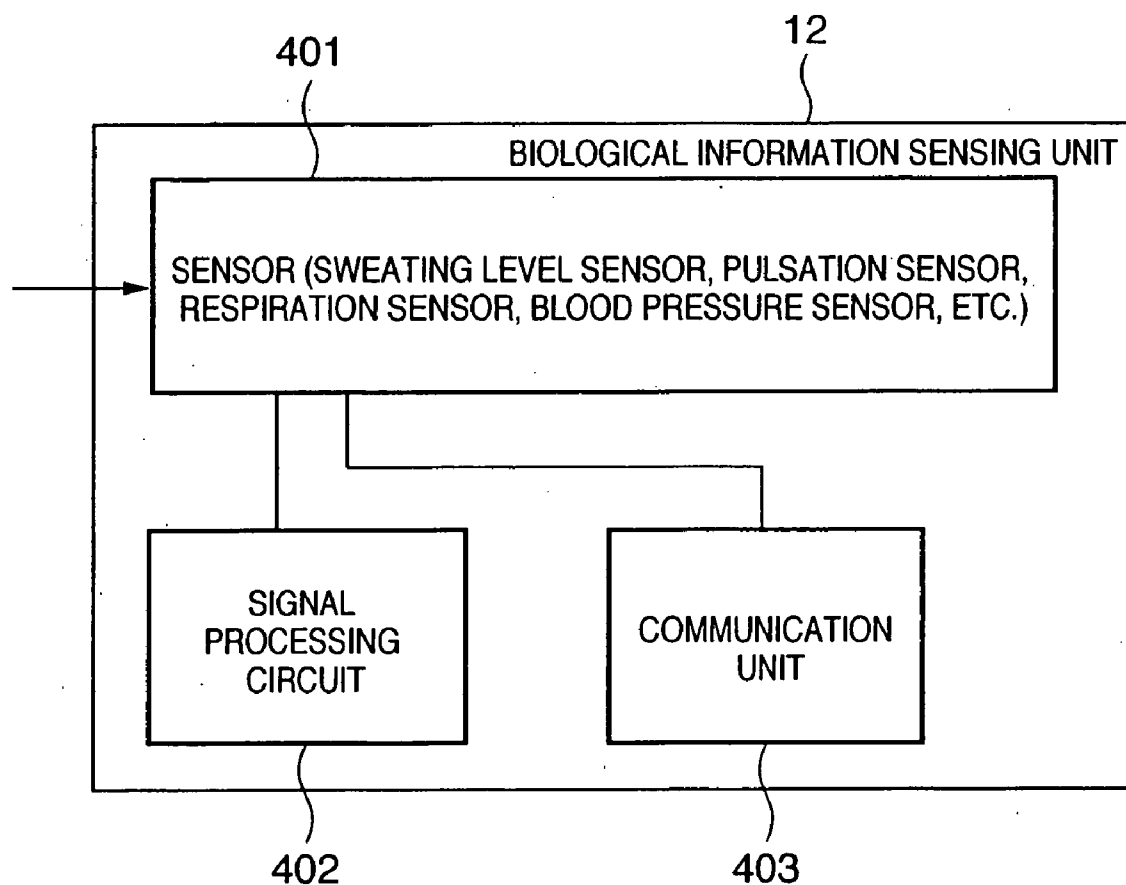 401
12
BIOLOGICAL INFORMATION SENSING UNIT
SENSOR (SWEATING LEVEL SENSOR, PULSATION SENSOR,
RESPIRATION SENSOR, BLOOD PRESSURE SENSOR, ETC.)
SIGNAL
PROCESSING
CIRCUIT
COMMUNICATION
UNIT
402
403